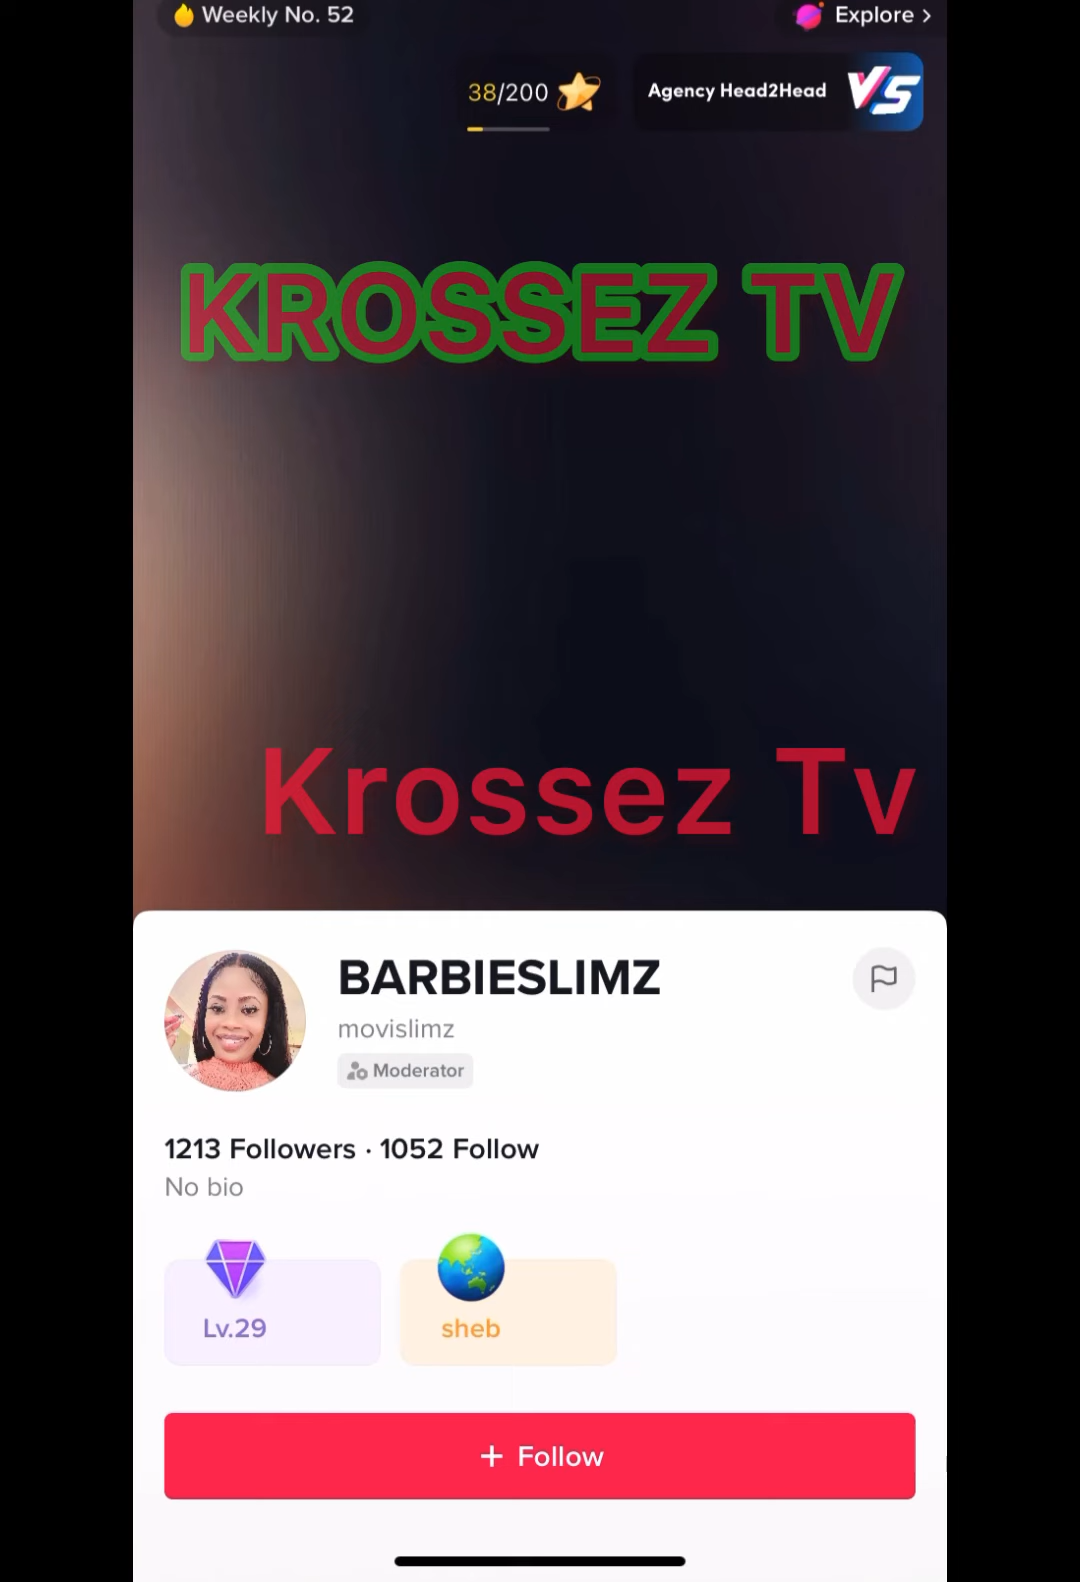 Weekly No. 52
Explore >
38/200
Agency Head2Head
VS
KROSSEZ TV
Krossez Tv
BARBIESLIMZ
movislimz
Moderator
1213 Followers · 1052 Follow
No bio
Lv.29
sheb
+ Follow